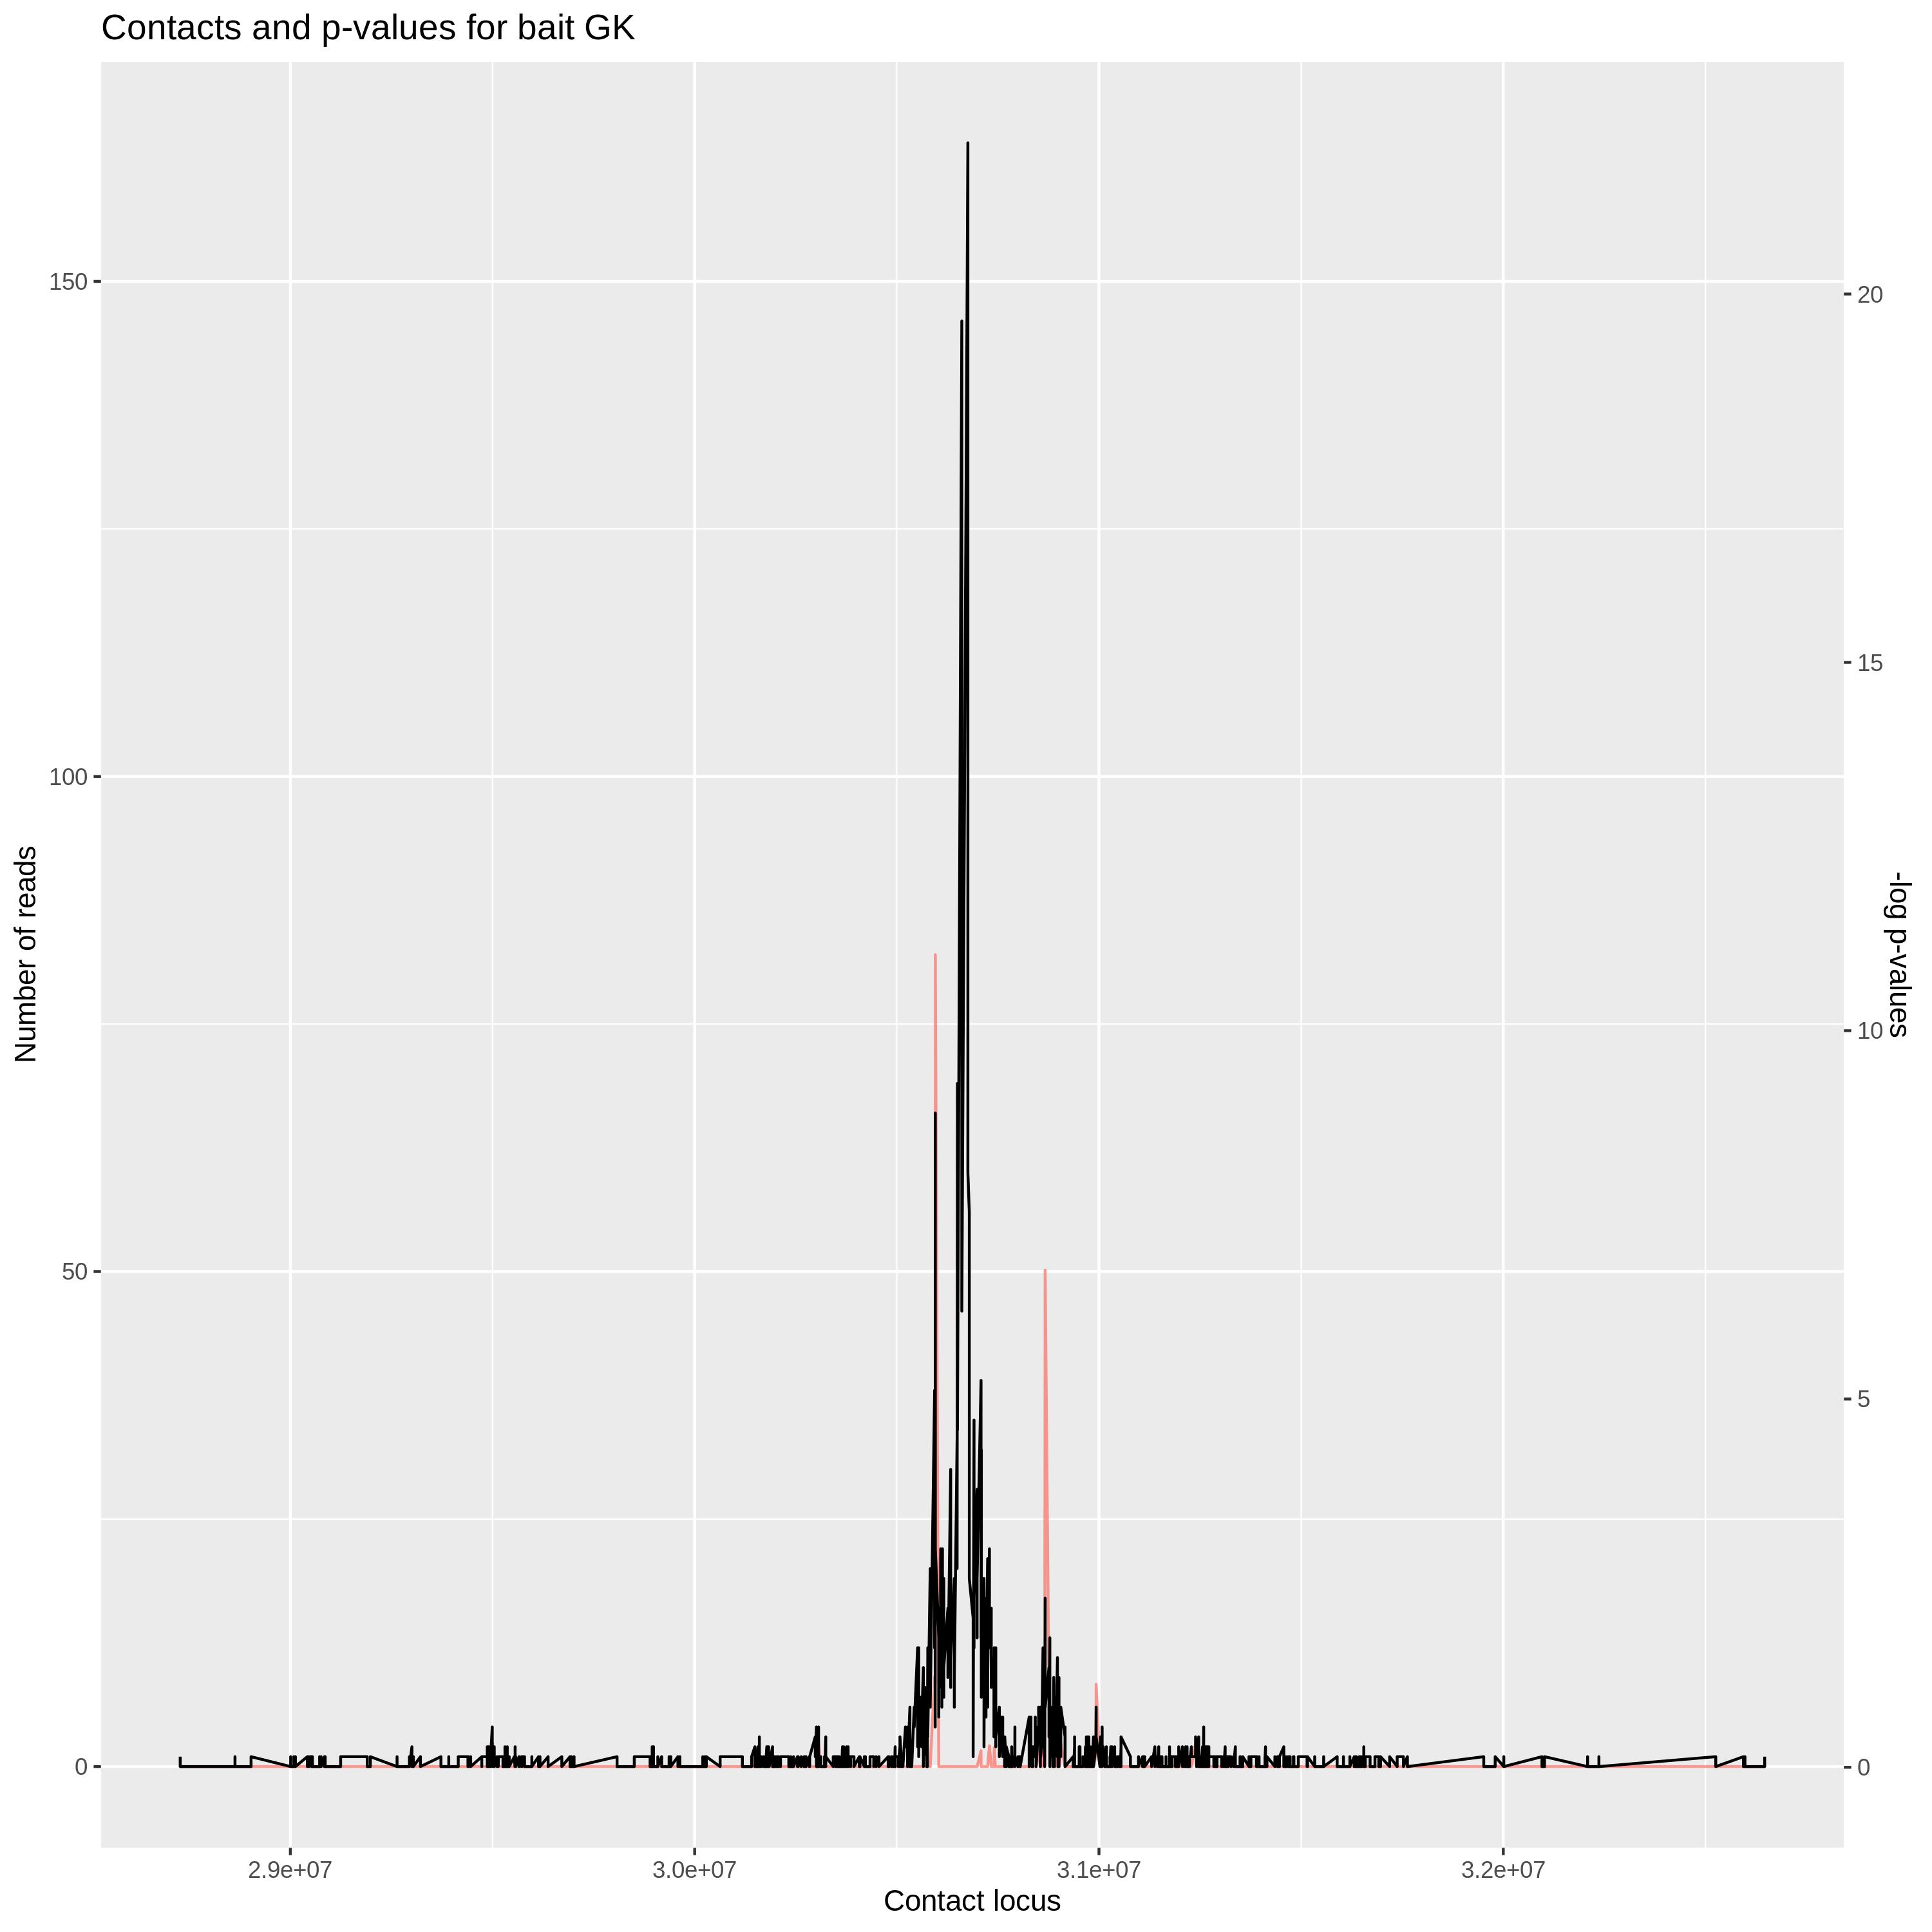 Contacts and p-values for bait GK
150
100
50
0
Number of reads
20
15
10
5
0
-log p-values
2.9e+07
3.0e+07
3.1e+07
3.2e+07
Contact locus